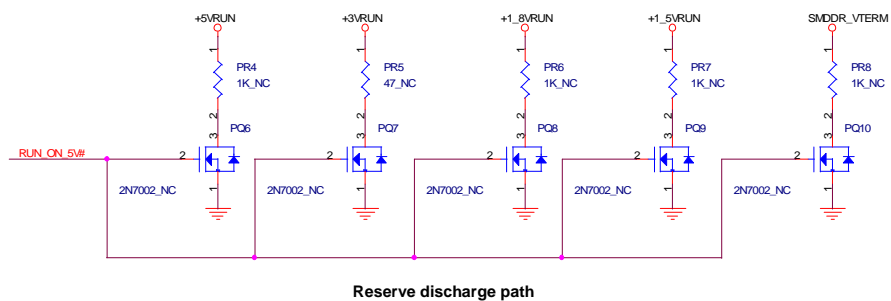 +5VRUN +3VRUN +1_8VRUN +1_5VRUN SMDDR_VTERM
1 1 1 1 1
PR4 PR5 PR6 PR7 PR8
1K_NC 47_NC 1K_NC 1K_NC 1K_NC
2 2 2 2 2
3 3 3 3 3
PQ6 PQ7 PQ8 PQ9 PQ10
RUN_ON_5V# 2 2 2 2 2
1 1 1 1 1
2N7002_NC 2N7002_NC 2N7002_NC 2N7002_NC 2N7002_NC
Reserve discharge path